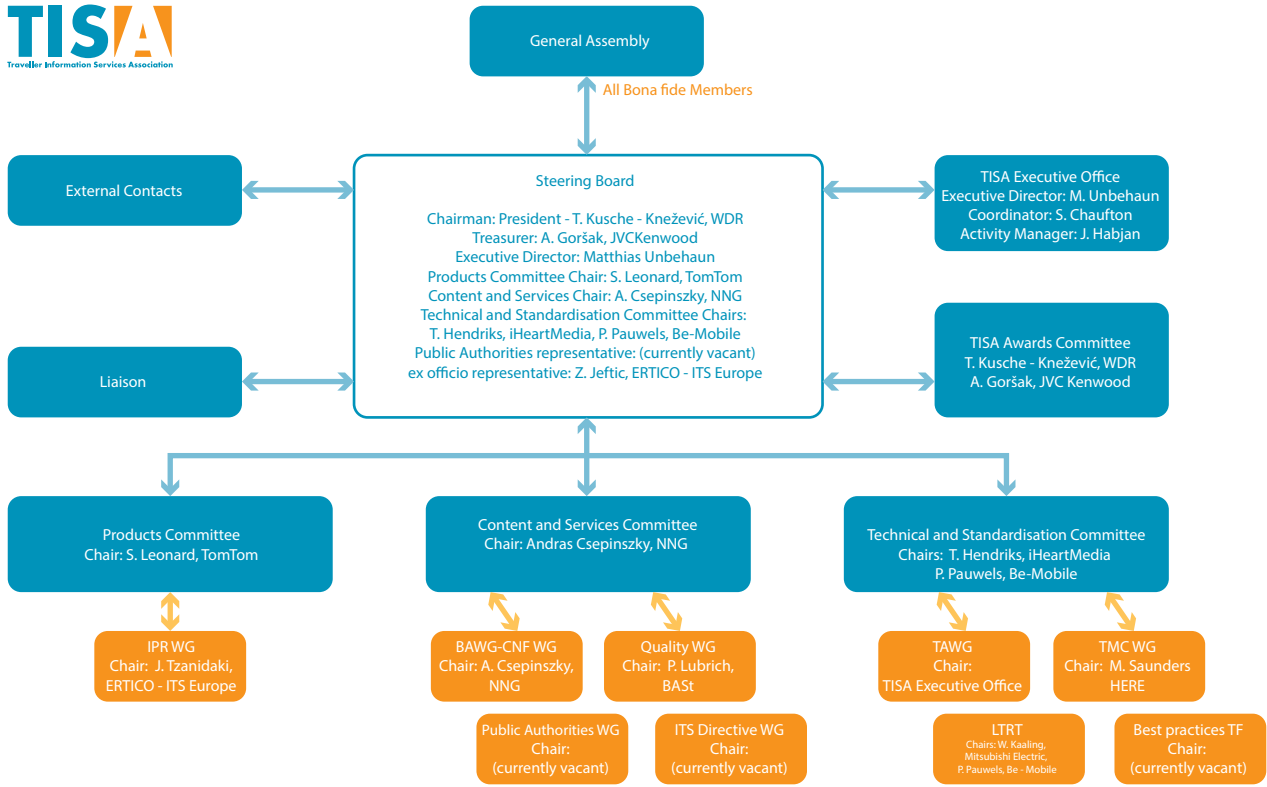 TISA
Traveller Information Services Association
General Assembly
All Bona fide Members
External Contacts
Steering Board
Chairman: President - T. Kusche - Knežević, WDR
Treasurer: A. Goršak, JVCKenwood
Executive Director: Matthias Unbehaun
Products Committee Chair: S. Leonard, TomTom
Content and Services Chair: A. Csepinszky, NNG
Technical and Standardisation Committee Chairs:
T. Hendriks, iHeartMedia, P. Pauwels, Be-Mobile
Public Authorities representative: (currently vacant)
ex officio representative: Z. Jeftic, ERTICO - ITS Europe
TISA Executive Office
Executive Director: M. Unbehaun
Coordinator: S. Chaufton
Activity Manager: J. Habjan
Liaison
TISA Awards Committee
T. Kusche - Knežević, WDR
A. Goršak, JVC Kenwood
Products Committee
Chair: S. Leonard, TomTom
Content and Services Committee
Chair: Andras Csepinszky, NNG
Technical and Standardisation Committee
Chairs: T. Hendriks, iHeartMedia
P. Pauwels, Be-Mobile
IPR WG
Chair: J. Tzanidaki,
ERTICO - ITS Europe
BAWG-CNF WG
Chair: A. Csepinszky,
NNG
Quality WG
Chair: P. Lubrich,
BASt
TAWG
Chair:
TISA Executive Office
TMC WG
Chair: M. Saunders
HERE
Public Authorities WG
Chair:
(currently vacant)
ITS Directive WG
Chair:
(currently vacant)
LTRT
Chairs: W. Kaaling,
Mitsubishi Electric,
P. Pauwels, Be - Mobile
Best practices TF
Chair:
(currently vacant)